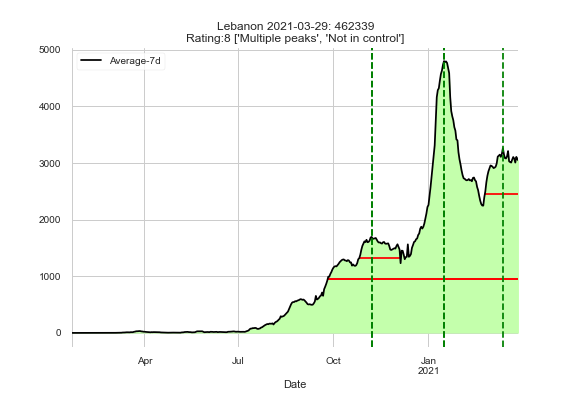 Lebanon 2021-03-29: 462339
Rating:8 ['Multiple peaks', 'Not in control']
Average-7d
5000
4000
3000
2000
1000
0
Apr
Jul
Oct
Jan
2021
Date